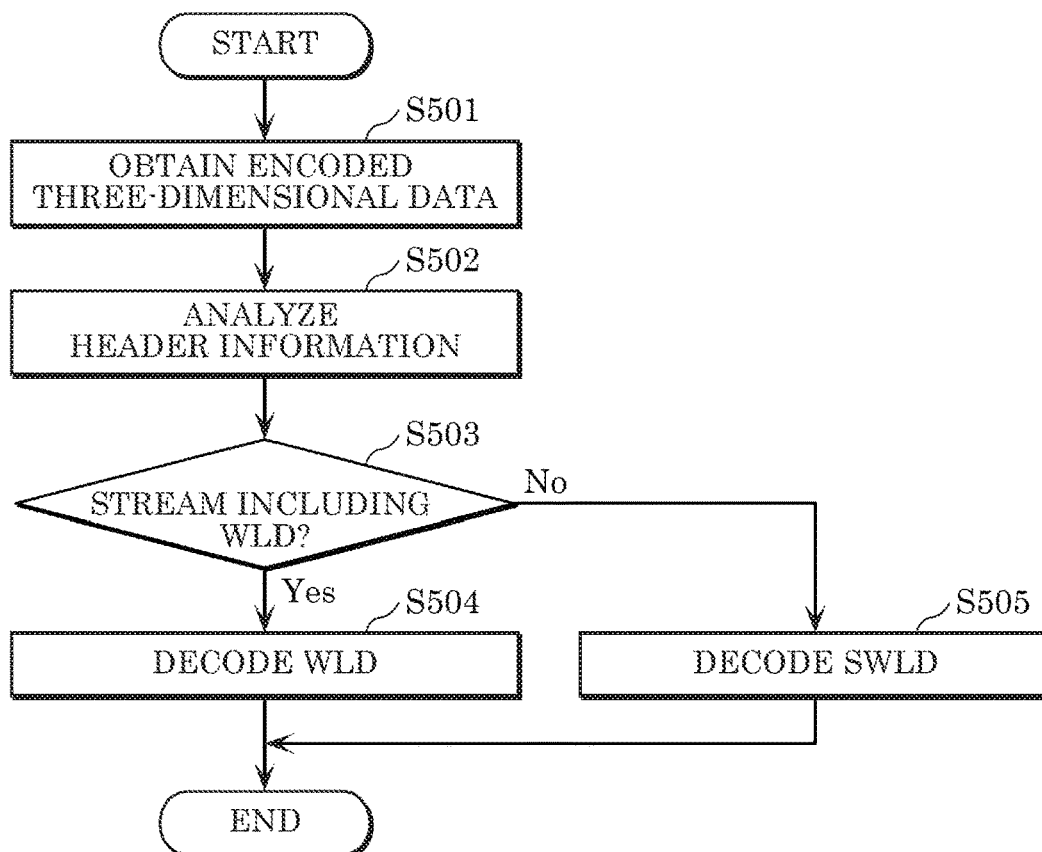 START
S501
OBTAIN ENCODED
THREE-DIMENSIONAL DATA
S502
ANALYZE
HEADER INFORMATION
S503
STREAM INCLUDING
WLD?
No
Yes
S504
DECODE WLD
S505
DECODE SWLD
END